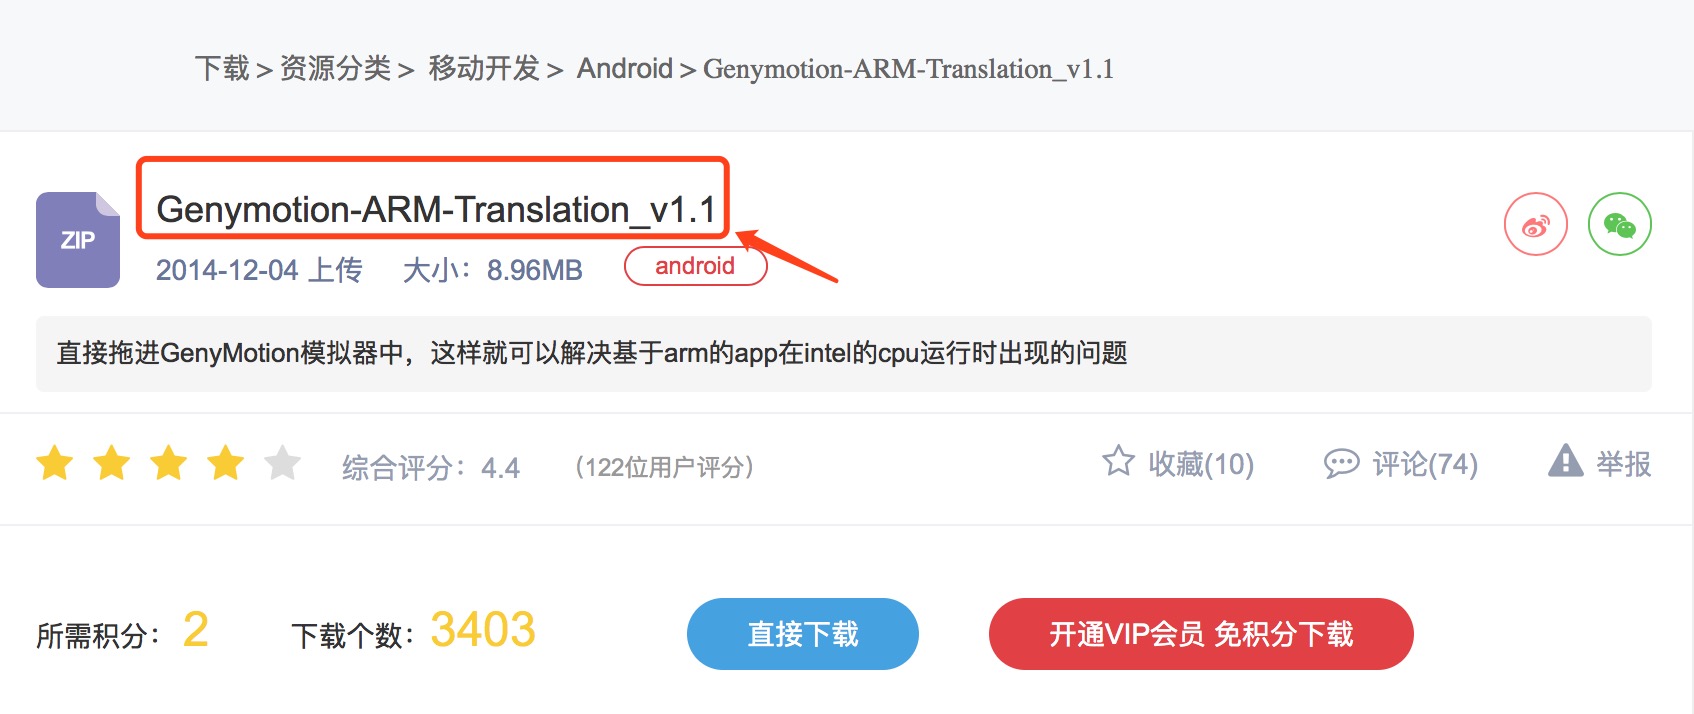 下载 > 资源分类 > 移动开发 > Android > Genymotion-ARM-Translation_v1.1
ZIP
Genymotion-ARM-Translation_v1.1
2014-12-04 上传 大小：8.96MB android
直接拖进GenyMotion模拟器中，这样就可以解决基于arm的app在intel的cpu运行时出现的问题
综合评分：4.4 （122位用户评分） 收藏(10) 评论(74) 举报
所需积分：2 下载个数：3403 直接下载 开通VIP会员 免积分下载